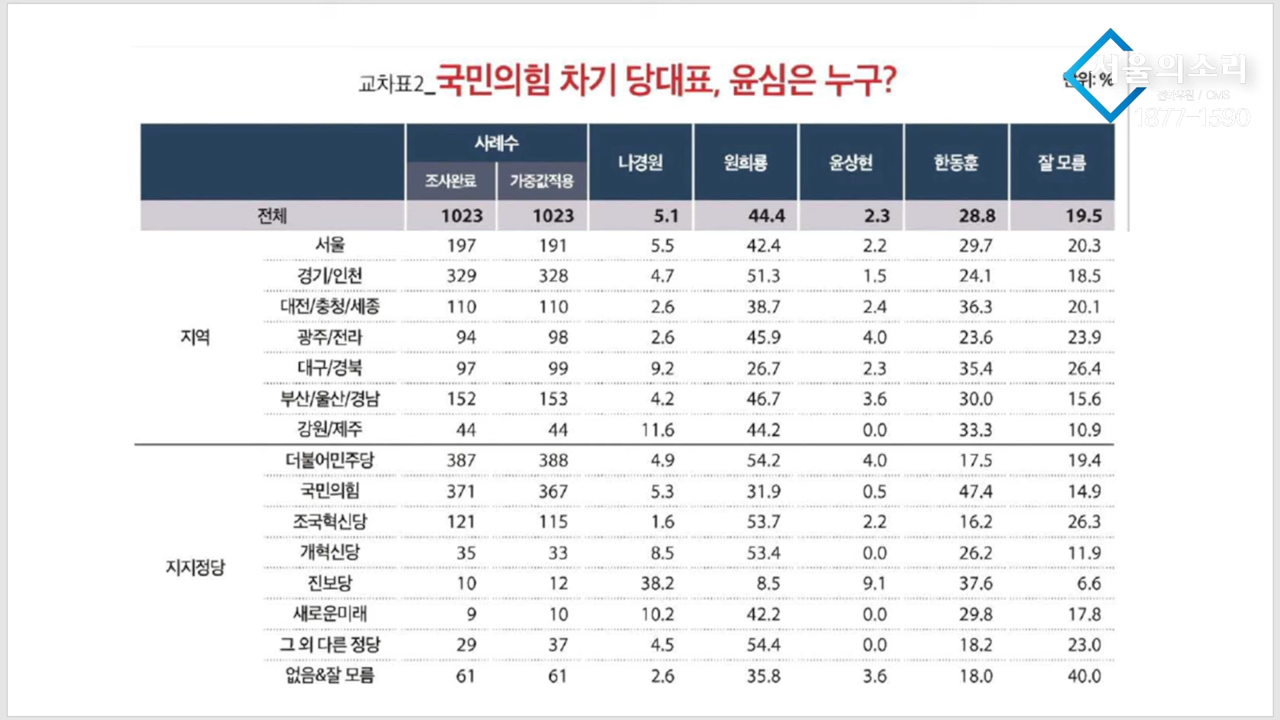 교차표2_국민의힘 차기 당대표, 윤심은 누구?
단위: %
서울의소리
1877-1590
사례수 나경원 원희룡 윤상현 한동훈 잘 모름
조사완료 가중값적용
전체 1023 1023 5.1 44.4 2.3 28.8 19.5
서울 197 191 5.5 42.4 2.2 29.7 20.3
경기/인천 329 328 4.7 51.3 1.5 24.1 18.5
대전/충청/세종 110 110 2.6 38.7 2.4 36.3 20.1
지역 광주/전라 94 98 2.6 45.9 4.0 23.6 23.9
대구/경북 97 99 9.2 26.7 2.3 35.4 26.4
부산/울산/경남 152 153 4.2 46.7 3.6 30.0 15.6
강원/제주 44 44 11.6 44.2 0.0 33.3 10.9
더불어민주당 387 388 4.9 54.2 4.0 17.5 19.4
국민의힘 371 367 5.3 31.9 0.5 47.4 14.9
조국혁신당 121 115 1.6 53.7 2.2 16.2 26.3
개혁신당 35 33 8.5 53.4 0.0 26.2 11.9
지지정당 진보당 10 12 38.2 8.5 9.1 37.6 6.6
새로운미래 9 10 10.2 42.2 0.0 29.8 17.8
그 외 다른 정당 29 37 4.5 54.4 0.0 18.2 23.0
없음&잘 모름 61 61 2.6 35.8 3.6 18.0 40.0